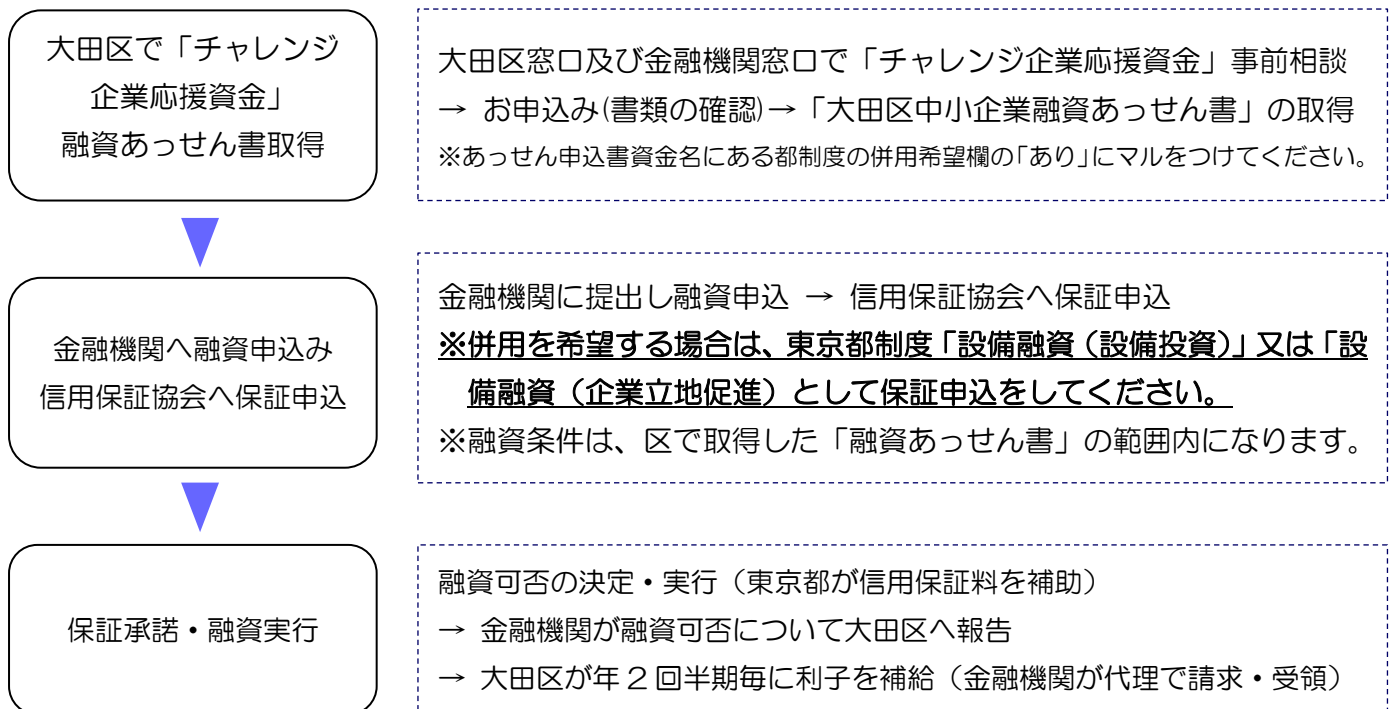 大田区で「チャレンジ
企業応援資金」
融資あっせん書取得
大田区窓口及び金融機関窓口で「チャレンジ企業応援資金」事前相談
→ お申込み(書類の確認)→「大田区中小企業融資あっせん書」の取得
※あっせん申込書資金名にある都制度の併用希望欄の「あり」にマルをつけてください。
金融機関へ融資申込み
信用保証協会へ保証申込
金融機関に提出し融資申込 → 信用保証協会へ保証申込
※併用を希望する場合は、東京都制度「設備融資（設備投資）」又は「設
備融資（企業立地促進）として保証申込をしてください。
※融資条件は、区で取得した「融資あっせん書」の範囲内になります。
保証承諾・融資実行
融資可否の決定・実行（東京都が信用保証料を補助）
→ 金融機関が融資可否について大田区へ報告
→ 大田区が年２回半期毎に利子を補給（金融機関が代理で請求・受領）